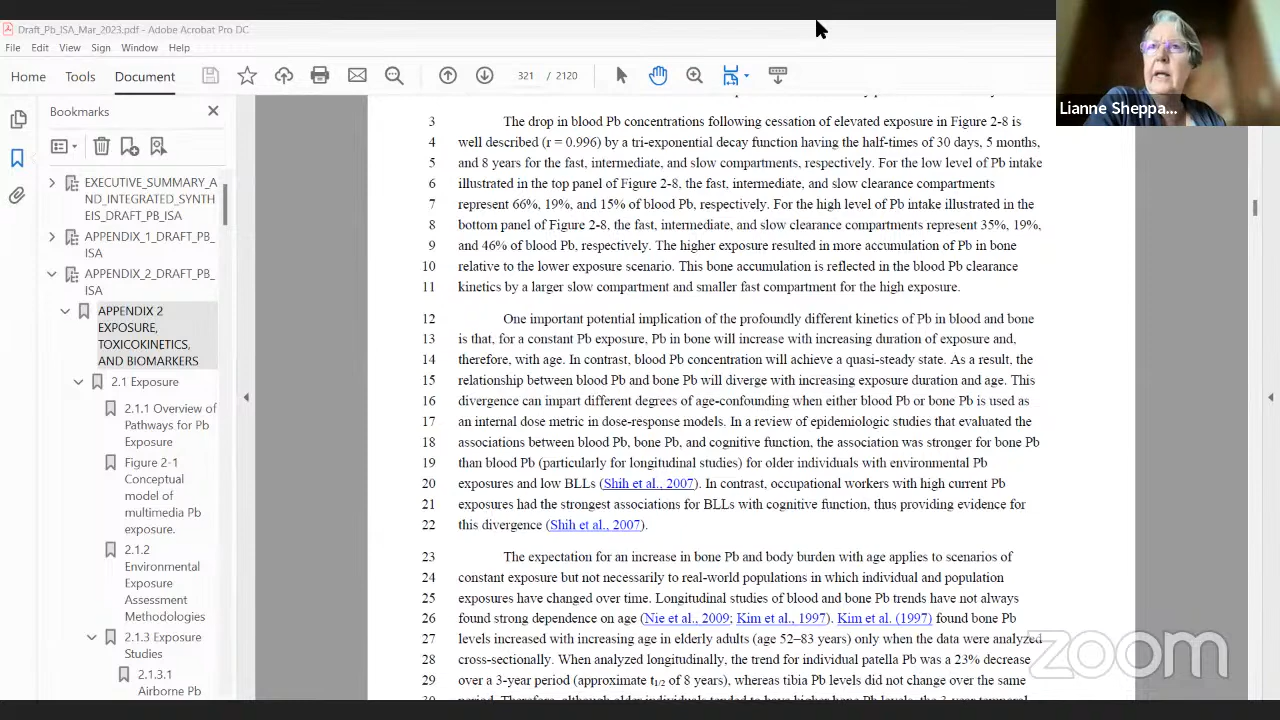 Draft_Pb_ISA_Mar_2023.pdf - Adobe Acrobat Pro DC
File Edit View Sign Window Help
Home Tools Document 321 / 2120
Lianne Sheppa...
Bookmarks
EXECUTIVE_SUMMARY_A
ND_INTEGRATED_SYNTH
EIS_DRAFT_PB_ISA
APPENDIX_1_DRAFT_PB_
ISA
APPENDIX_2_DRAFT_PB_
ISA
APPENDIX 2
EXPOSURE,
TOXICOKINETICS,
AND BIOMARKERS
2.1 Exposure
2.1.1 Overview of
Pathways for Pb
Exposure
Figure 2-1
Conceptual
model of
multimedia Pb
exposure.
2.1.2
Environmental
Exposure
Assessment
Methodologies
2.1.3 Exposure
Studies
2.1.3.1
Airborne Pb
3 The drop in blood Pb concentrations following cessation of elevated exposure in Figure 2-8 is
4 well described (r = 0.996) by a tri-exponential decay function having the half-times of 30 days, 5 months,
5 and 8 years for the fast, intermediate, and slow compartments, respectively. For the low level of Pb intake
6 illustrated in the top panel of Figure 2-8, the fast, intermediate, and slow clearance compartments
7 represent 66%, 19%, and 15% of blood Pb, respectively. For the high level of Pb intake illustrated in the
8 bottom panel of Figure 2-8, the fast, intermediate, and slow clearance compartments represent 35%, 19%,
9 and 46% of blood Pb, respectively. The higher exposure resulted in more accumulation of Pb in bone
10 relative to the lower exposure scenario. This bone accumulation is reflected in the blood Pb clearance
11 kinetics by a larger slow compartment and smaller fast compartment for the high exposure.
12 One important potential implication of the profoundly different kinetics of Pb in blood and bone
13 is that, for a constant Pb exposure, Pb in bone will increase with increasing duration of exposure and,
14 therefore, with age. In contrast, blood Pb concentration will achieve a quasi-steady state. As a result, the
15 relationship between blood Pb and bone Pb will diverge with increasing exposure duration and age. This
16 divergence can impart different degrees of age-confounding when either blood Pb or bone Pb is used as
17 an internal dose metric in dose-response models. In a review of epidemiologic studies that evaluated the
18 associations between blood Pb, bone Pb, and cognitive function, the association was stronger for bone Pb
19 than blood Pb (particularly for longitudinal studies) for older individuals with environmental Pb
20 exposures and low BLLs (Shih et al., 2007). In contrast, occupational workers with high current Pb
21 exposures had the strongest associations for BLLs with cognitive function, thus providing evidence for
22 this divergence (Shih et al., 2007).
23 The expectation for an increase in bone Pb and body burden with age applies to scenarios of
24 constant exposure but not necessarily to real-world populations in which individual and population
25 exposures have changed over time. Longitudinal studies of blood and bone Pb trends have not always
26 found strong dependence on age (Nie et al., 2009; Kim et al., 1997). Kim et al. (1997) found bone Pb
27 levels increased with increasing age in elderly adults (age 52–83 years) only when the data were analyzed
28 cross-sectionally. When analyzed longitudinally, the trend for individual patella Pb was a 23% decrease
29 over a 3-year period (approximate t1/2 of 8 years), whereas tibia Pb levels did not change over the same
zoom